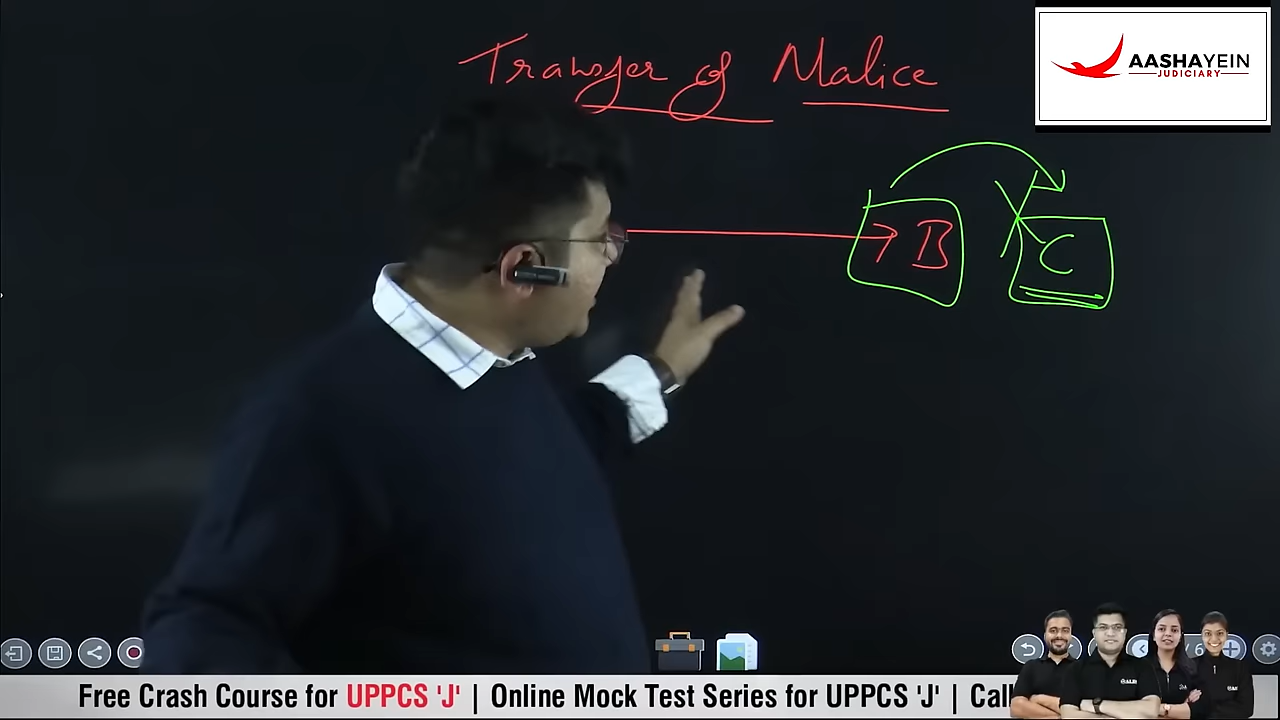 Transfer of Malice
AASHAYEIN
JUDICIARY
B
C
Free Crash Course for UPPCS 'J' | Online Mock Test Series for UPPCS 'J' | Call